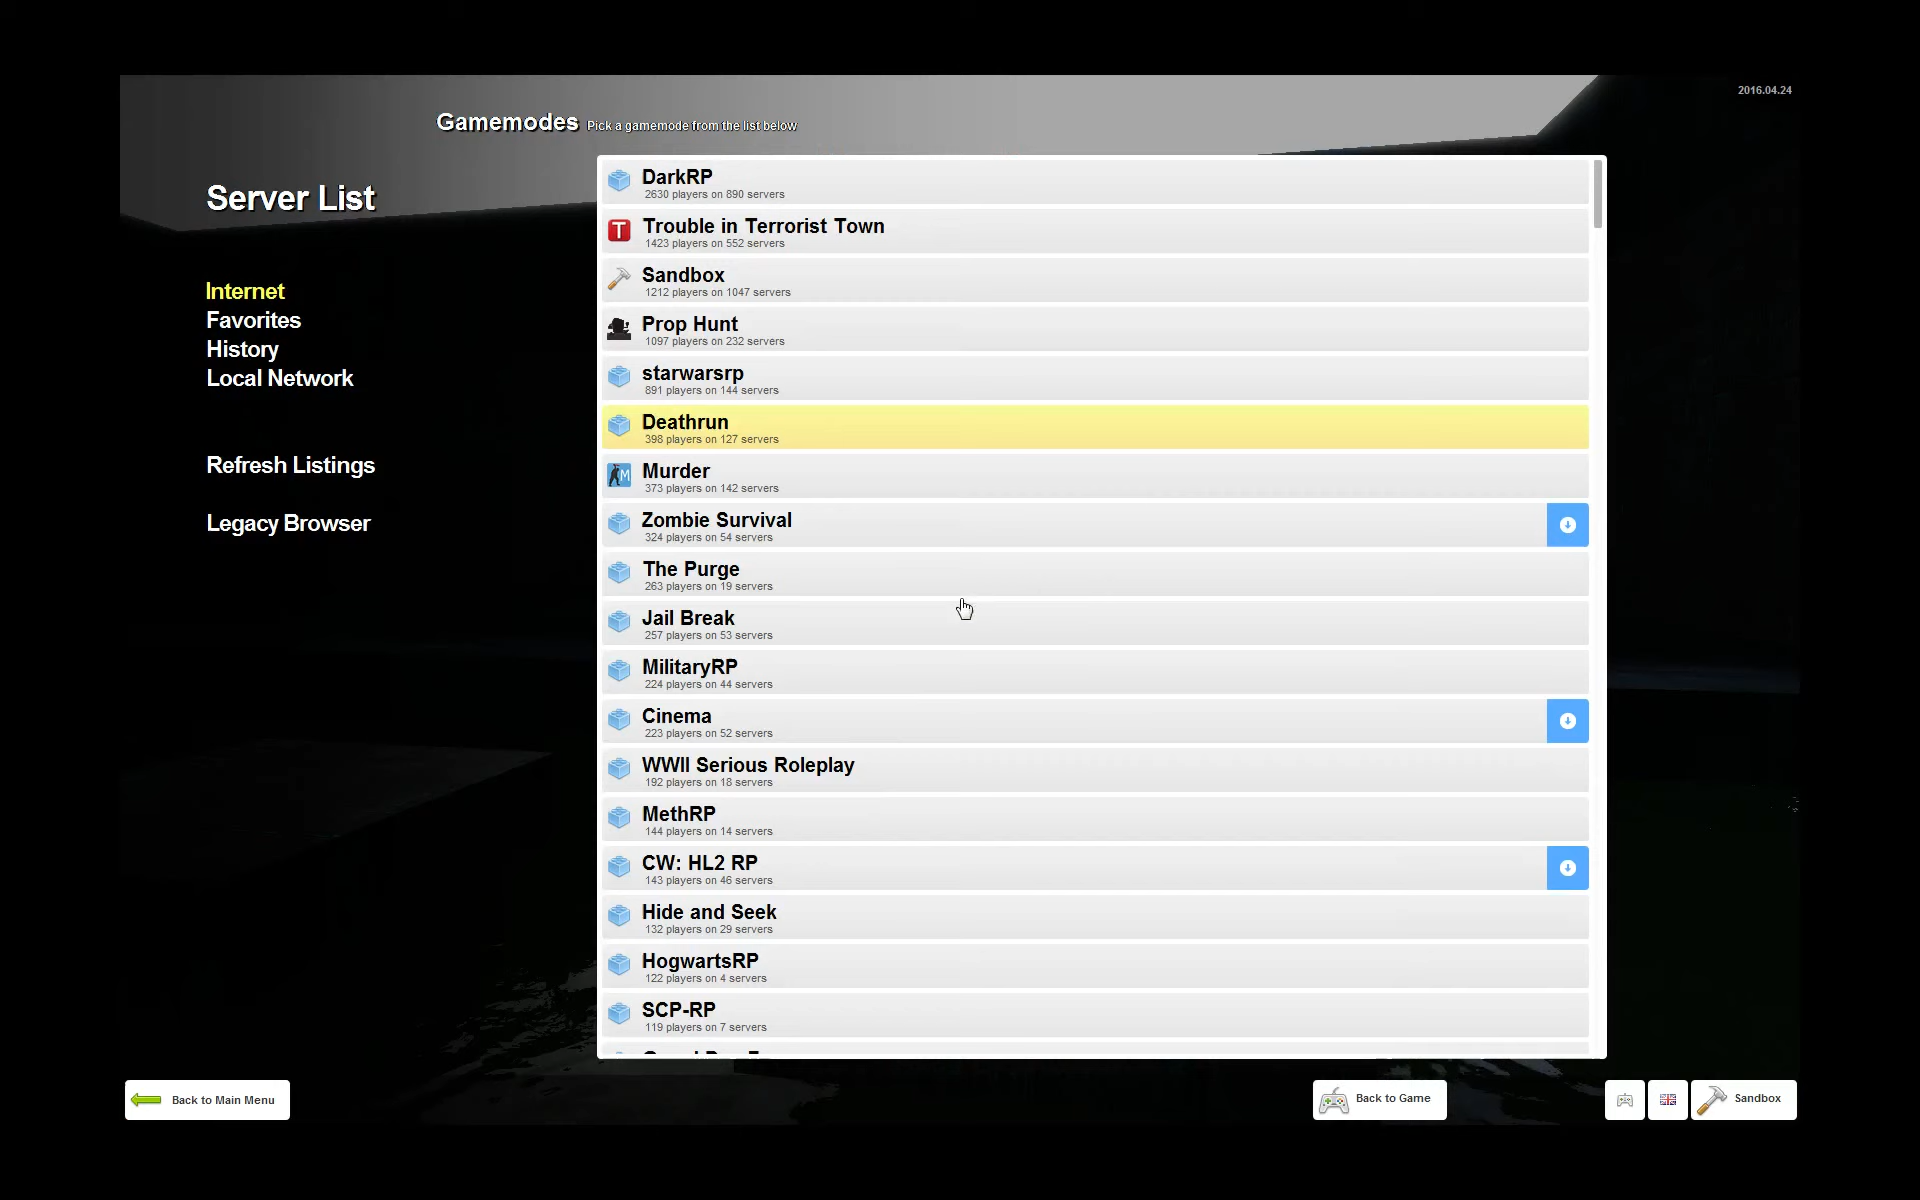 2016.04.24
Gamemodes Pick a gamemode from the list below
Server List
Internet
Favorites
History
Local Network
Refresh Listings
Legacy Browser
DarkRP
2630 players on 890 servers
T
Trouble in Terrorist Town
1423 players on 552 servers
Sandbox
1212 players on 1047 servers
Prop Hunt
1097 players on 232 servers
starwarsrp
891 players on 144 servers
Deathrun
398 players on 127 servers
M
Murder
373 players on 142 servers
Zombie Survival
324 players on 54 servers
The Purge
263 players on 19 servers
Jail Break
257 players on 53 servers
MilitaryRP
224 players on 44 servers
Cinema
223 players on 52 servers
WWII Serious Roleplay
192 players on 18 servers
MethRP
144 players on 14 servers
CW: HL2 RP
143 players on 46 servers
Hide and Seek
132 players on 29 servers
HogwartsRP
122 players on 4 servers
SCP-RP
119 players on 7 servers
Back to Main Menu
Back to Game
Sandbox